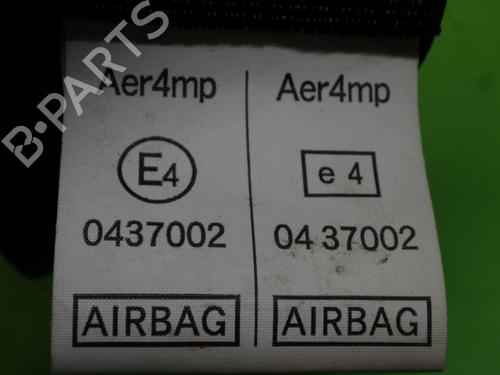 B-PARTS
Aer4mp Aer4mp
E4 e 4
0437002 04 37002
AIRBAG AIRBAG